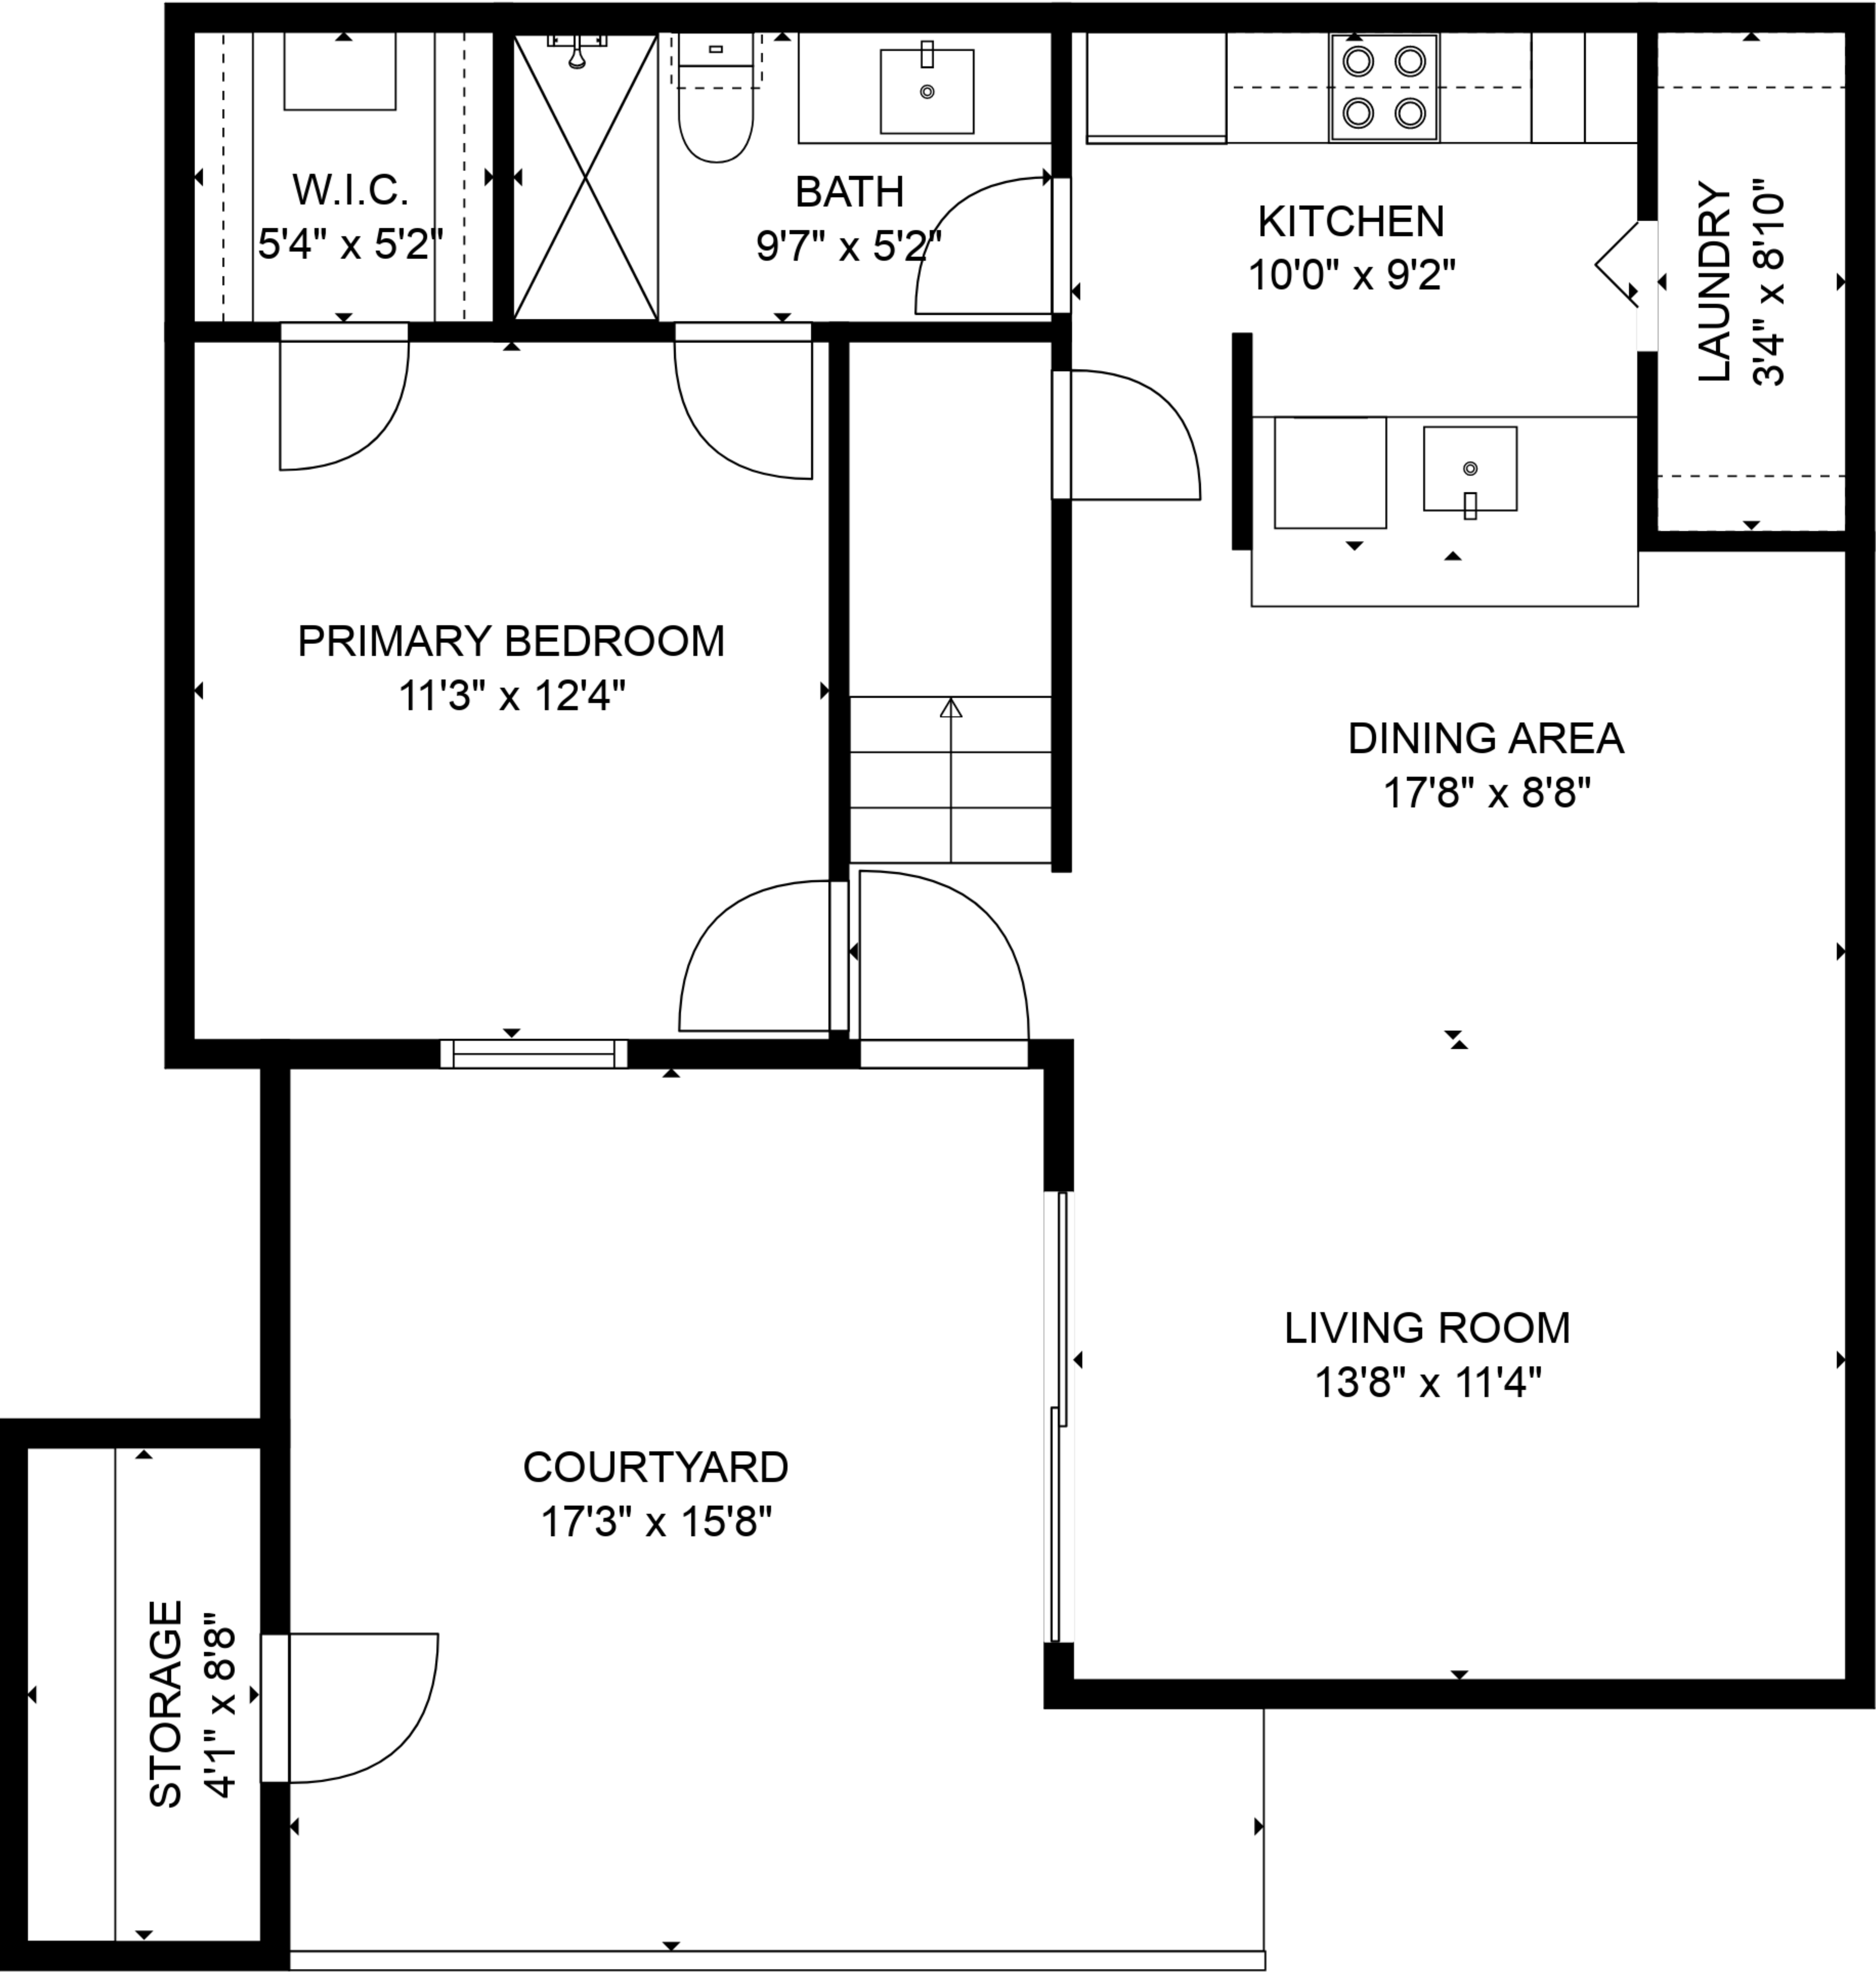 W.I.C.
5'4" x 5'2"
BATH
9'7" x 5'2"
KITCHEN
10'0" x 9'2"
LAUNDRY
3'4" x 8'10"
PRIMARY BEDROOM
11'3" x 12'4"
DINING AREA
17'8" x 8'8"
LIVING ROOM
13'8" x 11'4"
COURTYARD
17'3" x 15'8"
STORAGE
4'1" x 8'8"